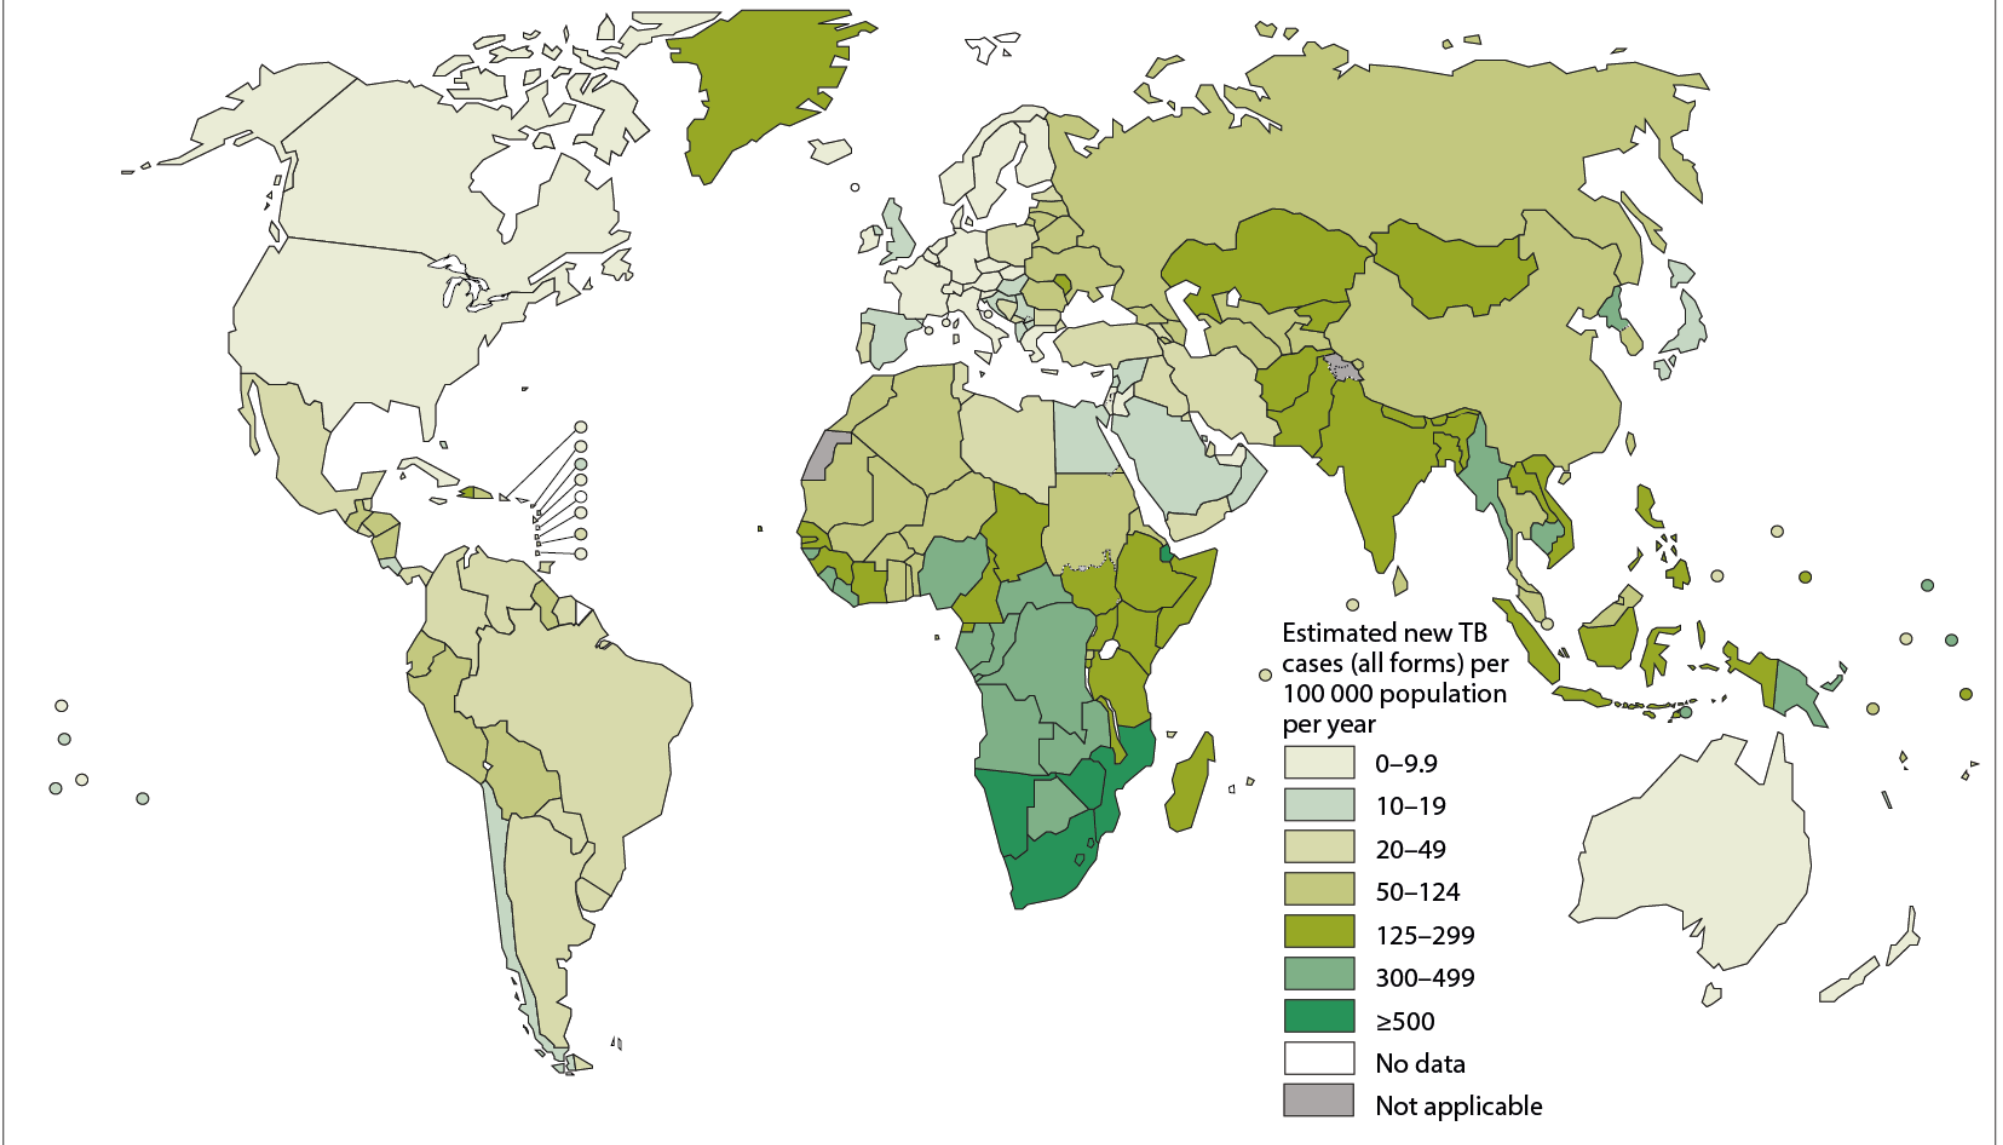 Estimated new TB
cases (all forms) per
100 000 population
per year
0–9.9
10–19
20–49
50–124
125–299
300–499
≥500
No data
Not applicable